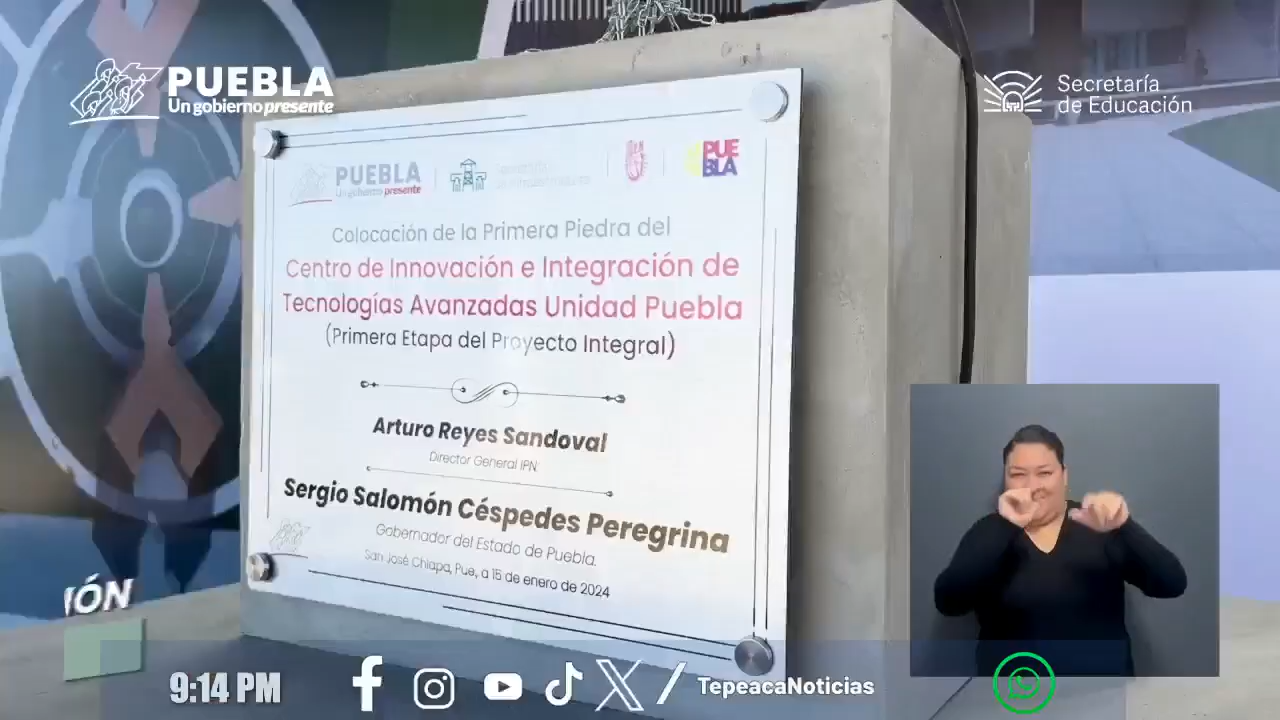 PUEBLA
Un gobierno presente
Secretaría
de Educación
PUEBLA
Un gobierno presente
PUE
BLA
Colocación de la Primera Piedra del
Centro de Innovación e Integración de
Tecnologías Avanzadas Unidad Puebla
(Primera Etapa del Proyecto Integral)
Arturo Reyes Sandoval
Director General IPN
Sergio Salomón Céspedes Peregrina
Gobernador del Estado de Puebla.
San José Chiapa, Pue, a 16 de enero de 2024
IÓN
9:14 PM
/ TepeacaNoticias